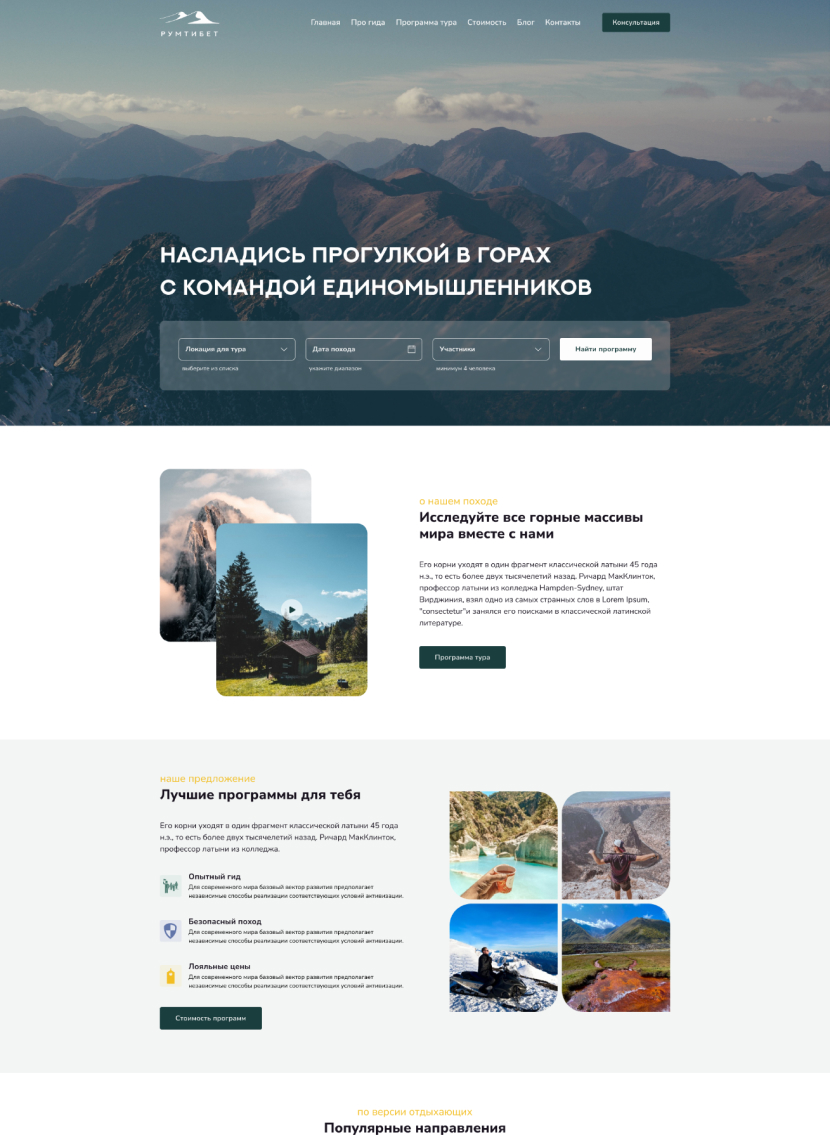 РУМТИБЕТ
Главная Про гида Программа тура Стоимость Блог Контакты Консультация
НАСЛАДИСЬ ПРОГУЛКОЙ В ГОРАХ
С КОМАНДОЙ ЕДИНОМЫШЛЕННИКОВ
Локация для тура Дата похода Участники Найти программу
выберите из списка укажите диапазон минимум 4 человека
о нашем походе
Исследуйте все горные массивы
мира вместе с нами
Его корни уходят в один фрагмент классической латыни 45 года
н.э., то есть более двух тысячелетий назад. Ричард МакКлинток,
профессор латыни из колледжа Hampden-Sydney, штат
Вирджиния, взял одно из самых странных слов в Lorem Ipsum,
"consectetur"и занялся его поисками в классической латинской
литературе.
Программа тура
наше предложение
Лучшие программы для тебя
Его корни уходят в один фрагмент классической латыни 45 года
н.э., то есть более двух тысячелетий назад. Ричард МакКлинток,
профессор латыни из колледжа.
Опытный гид
Для современного мира базовый вектор развития предполагает
независимые способы реализации соответствующих условий активизации.
Безопасный поход
Для современного мира базовый вектор развития предполагает
независимые способы реализации соответствующих условий активизации.
Лояльные цены
Для современного мира базовый вектор развития предполагает
независимые способы реализации соответствующих условий активизации.
Стоимость программ
по версии отдыхающих
Популярные направления